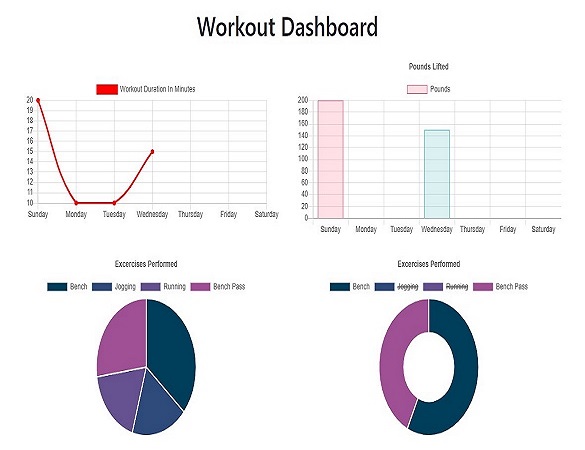 Workout Dashboard
Workout Duration In Minutes
20
19
18
17
16
15
14
13
12
11
10
Sunday Monday Tuesday Wednesday Thursday Friday Saturday
Pounds Lifted
Pounds
200
180
160
140
120
100
80
60
40
20
0
Sunday Monday Tuesday Wednesday Thursday Friday Saturday
Excercises Performed
Bench Jogging Running Bench Pass
Excercises Performed
Bench Jogging Running Bench Pass